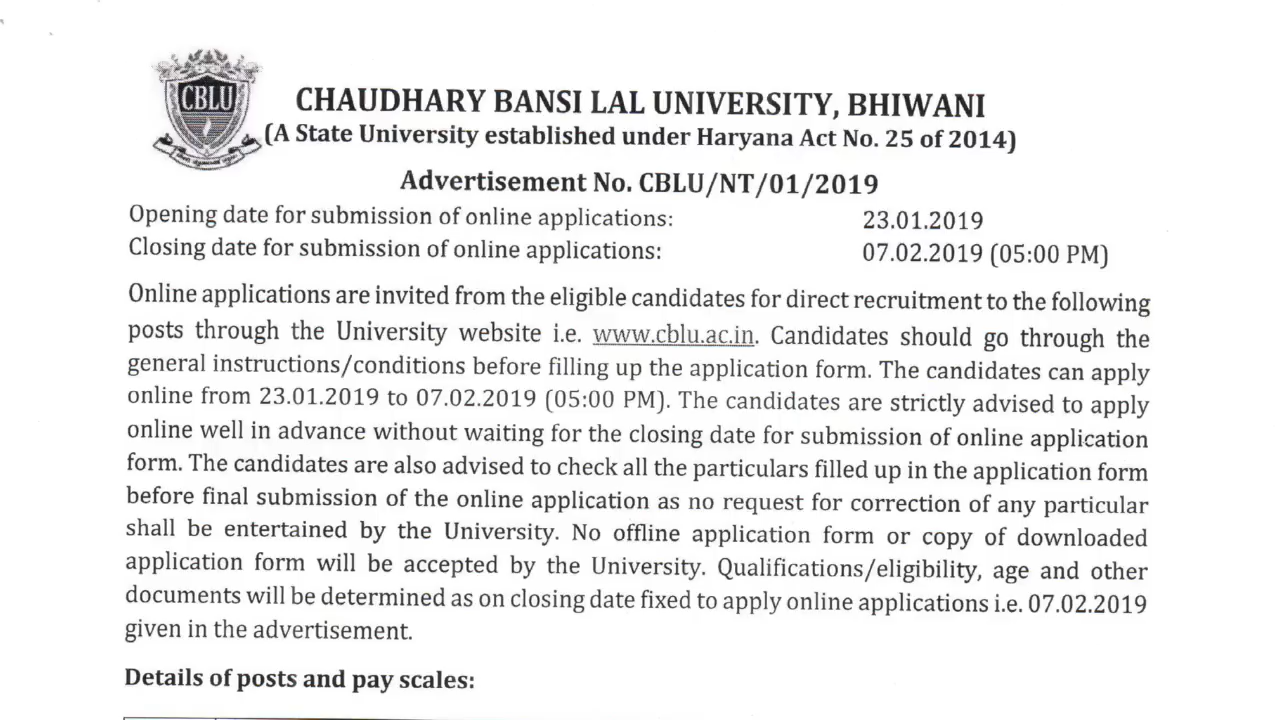 CBLU
CHAUDHARY BANSI LAL UNIVERSITY, BHIWANI
(A State University established under Haryana Act No. 25 of 2014)
Advertisement No. CBLU/NT/01/2019
Opening date for submission of online applications: 23.01.2019
Closing date for submission of online applications: 07.02.2019 (05:00 PM)
Online applications are invited from the eligible candidates for direct recruitment to the following
posts through the University website i.e. www.cblu.ac.in. Candidates should go through the
general instructions/conditions before filling up the application form. The candidates can apply
online from 23.01.2019 to 07.02.2019 (05:00 PM). The candidates are strictly advised to apply
online well in advance without waiting for the closing date for submission of online application
form. The candidates are also advised to check all the particulars filled up in the application form
before final submission of the online application as no request for correction of any particular
shall be entertained by the University. No offline application form or copy of downloaded
application form will be accepted by the University. Qualifications/eligibility, age and other
documents will be determined as on closing date fixed to apply online applications i.e. 07.02.2019
given in the advertisement.
Details of posts and pay scales: